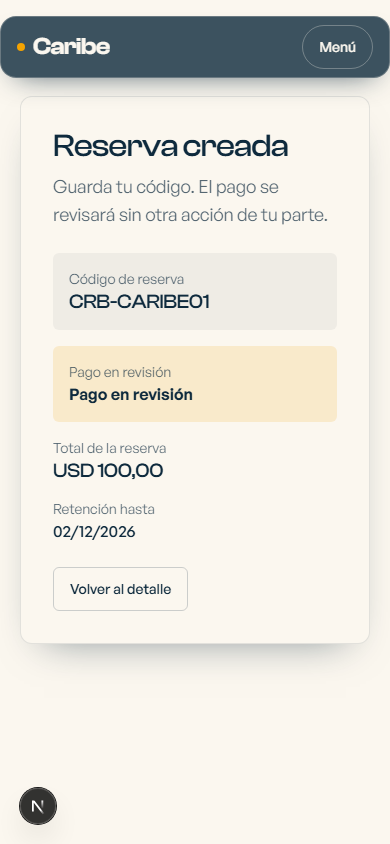 Caribe
Menú
Reserva creada
Guarda tu código. El pago se
revisará sin otra acción de tu parte.
Código de reserva
CRB-CARIBE01
Pago en revisión
Pago en revisión
Total de la reserva
USD 100,00
Retención hasta
02/12/2026
Volver al detalle
N